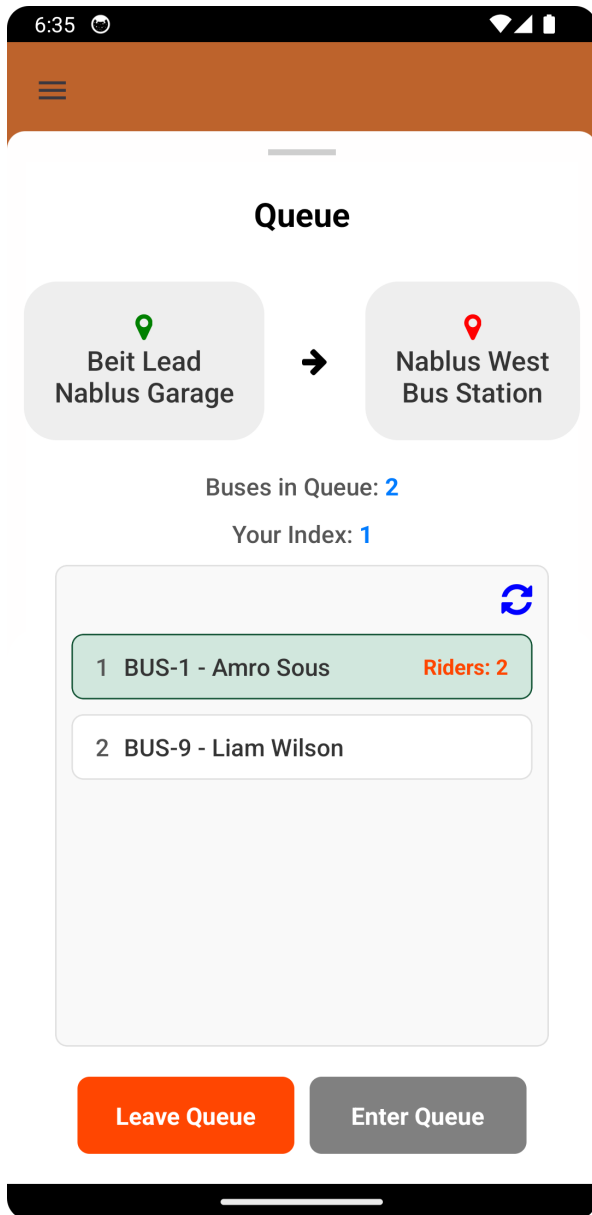 6:35
Queue
Beit Lead
Nablus Garage
Nablus West
Bus Station
Buses in Queue: 2
Your Index: 1
1 BUS-1 - Amro Sous Riders: 2
2 BUS-9 - Liam Wilson
Leave Queue Enter Queue